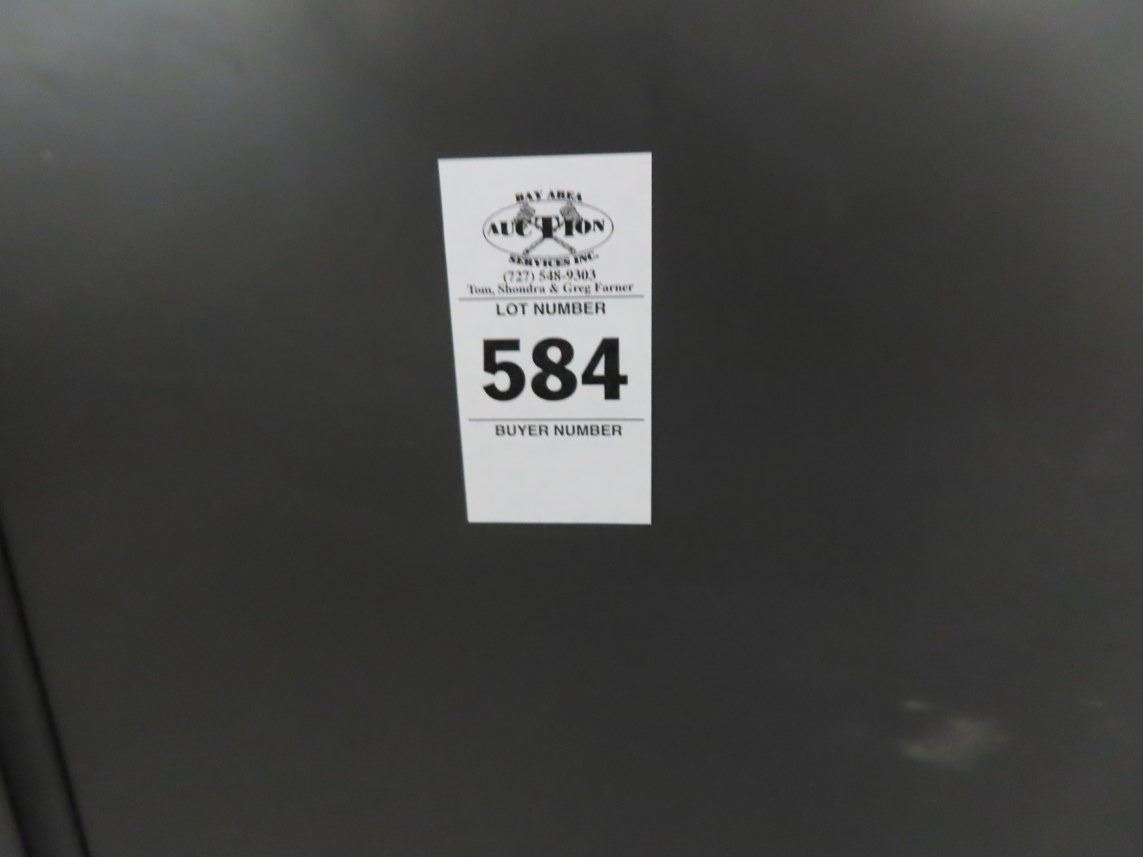 BAY AREA
AUCTION
SERVICES INC.
(727) 548-9303
Tom, Shondra & Greg Farner
LOT NUMBER
584
BUYER NUMBER